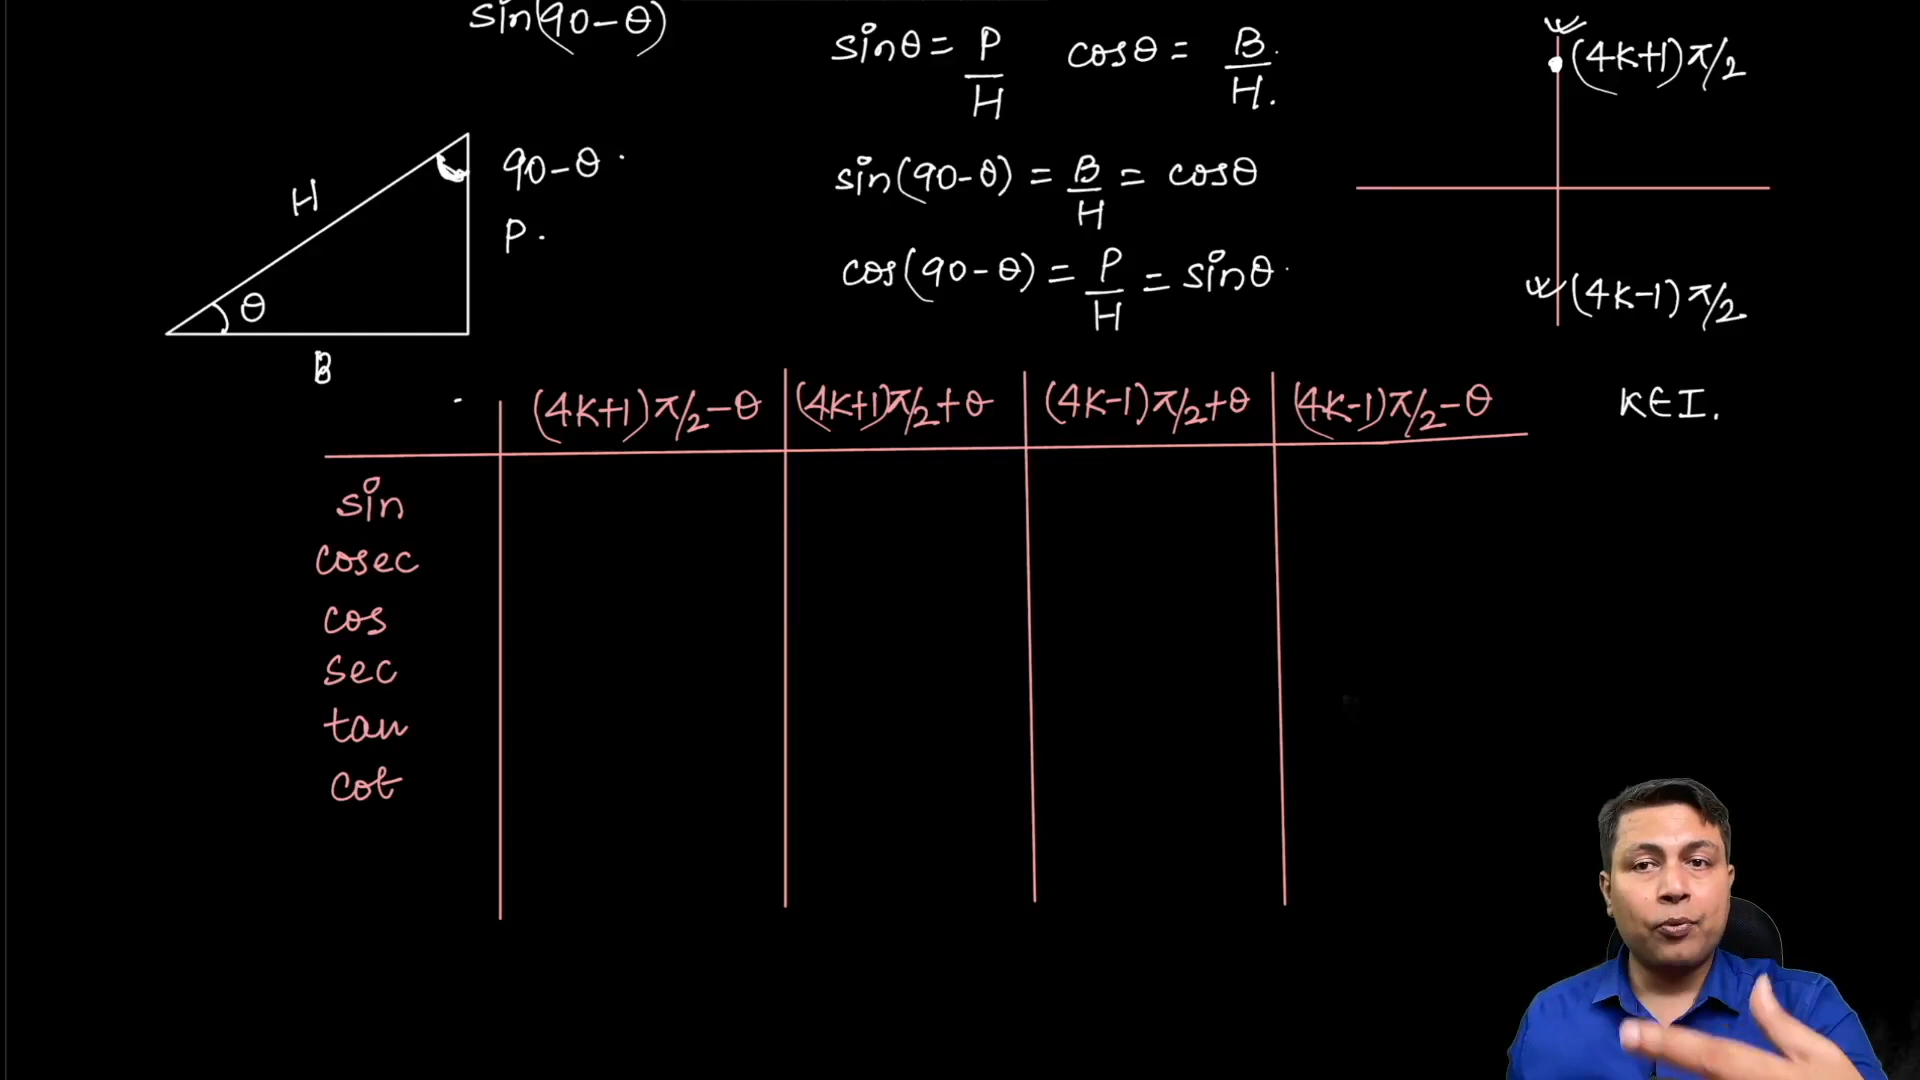 sin(90-θ)
sinθ = P/H cosθ = B/H.
(4K+1)π/2
90-θ
H
P.
θ
B
sin(90-θ) = B/H = cosθ
cos(90-θ) = P/H = sinθ
(4K-1)π/2
(4K+1)π/2-θ (4K+1)π/2+θ (4K-1)π/2+θ (4K-1)π/2-θ K∈I.
sin
cosec
cos
sec
tan
cot